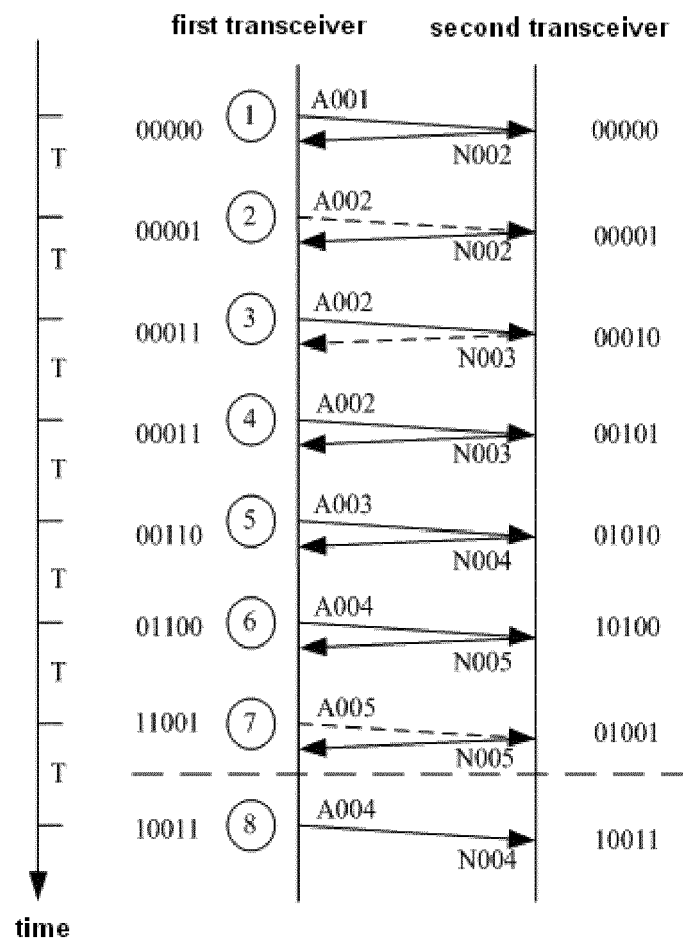 first transceiver second transceiver
00000 1 A001 00000
T N002
00001 2 A002 00001
T N002
00011 3 A002 00010
T N003
00011 4 A002 00101
T N003
00110 5 A003 01010
T N004
01100 6 A004 10100
T N005
11001 7 A005 01001
T N005
10011 8 A004 10011
N004
time